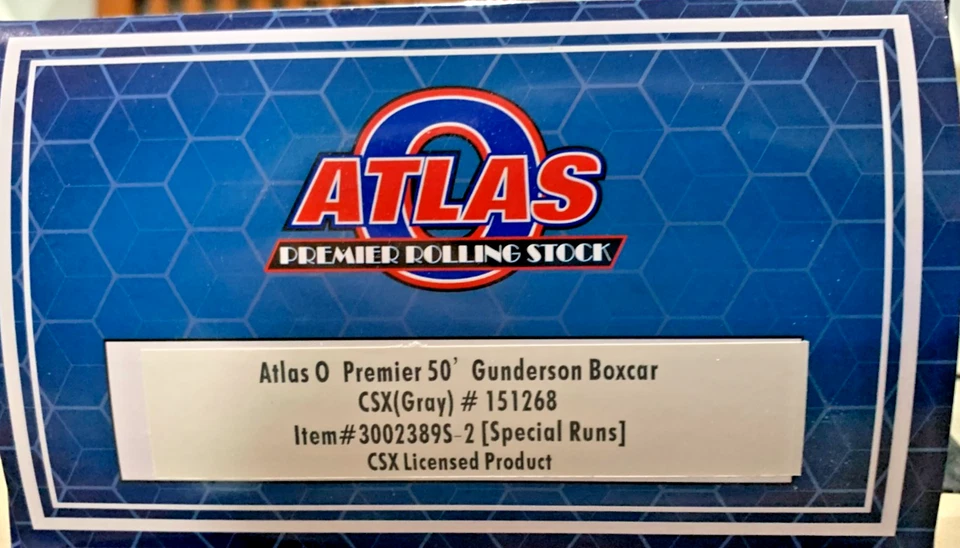 O
ATLAS
PREMIER ROLLING STOCK
Atlas O Premier 50' Gunderson Boxcar
CSX(Gray) # 151268
Item#3002389S-2 [Special Runs]
CSX Licensed Product